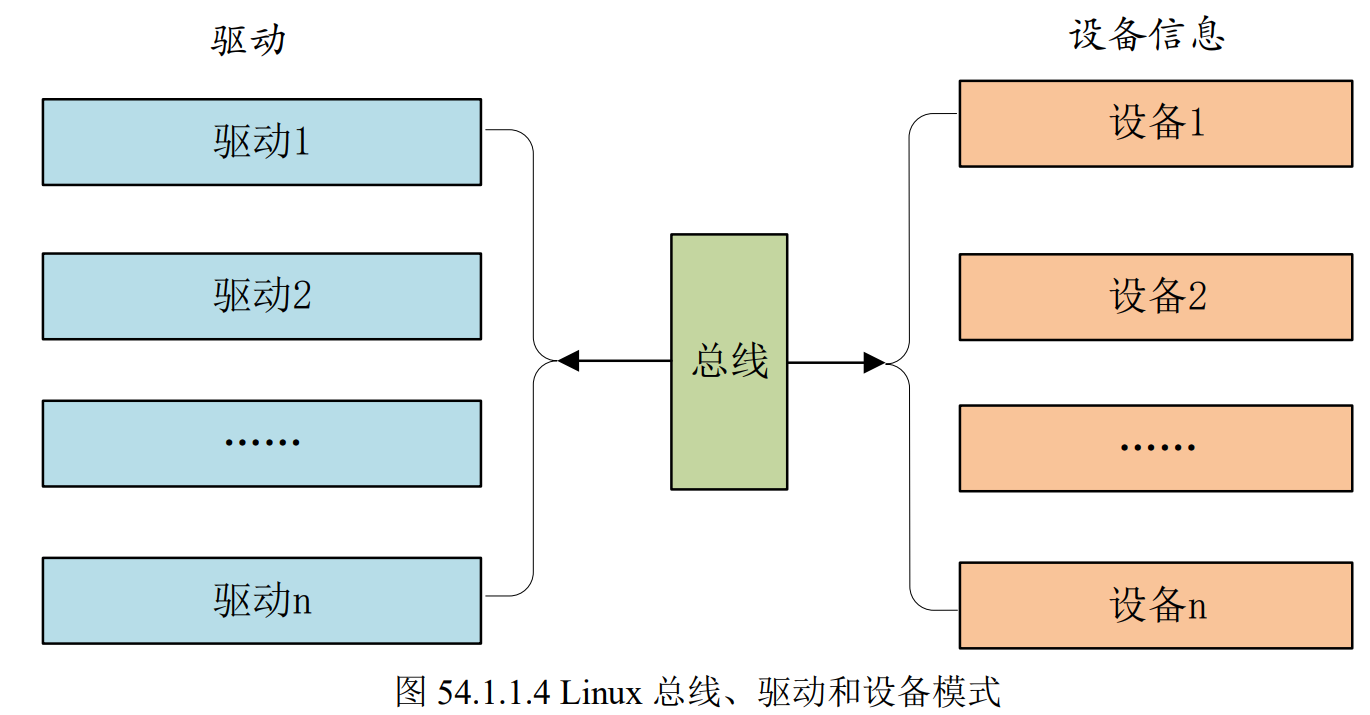 驱动
设备信息
驱动1
设备1
驱动2
设备2
总线
……
……
驱动n
设备n
图 54.1.1.4 Linux 总线、驱动和设备模式